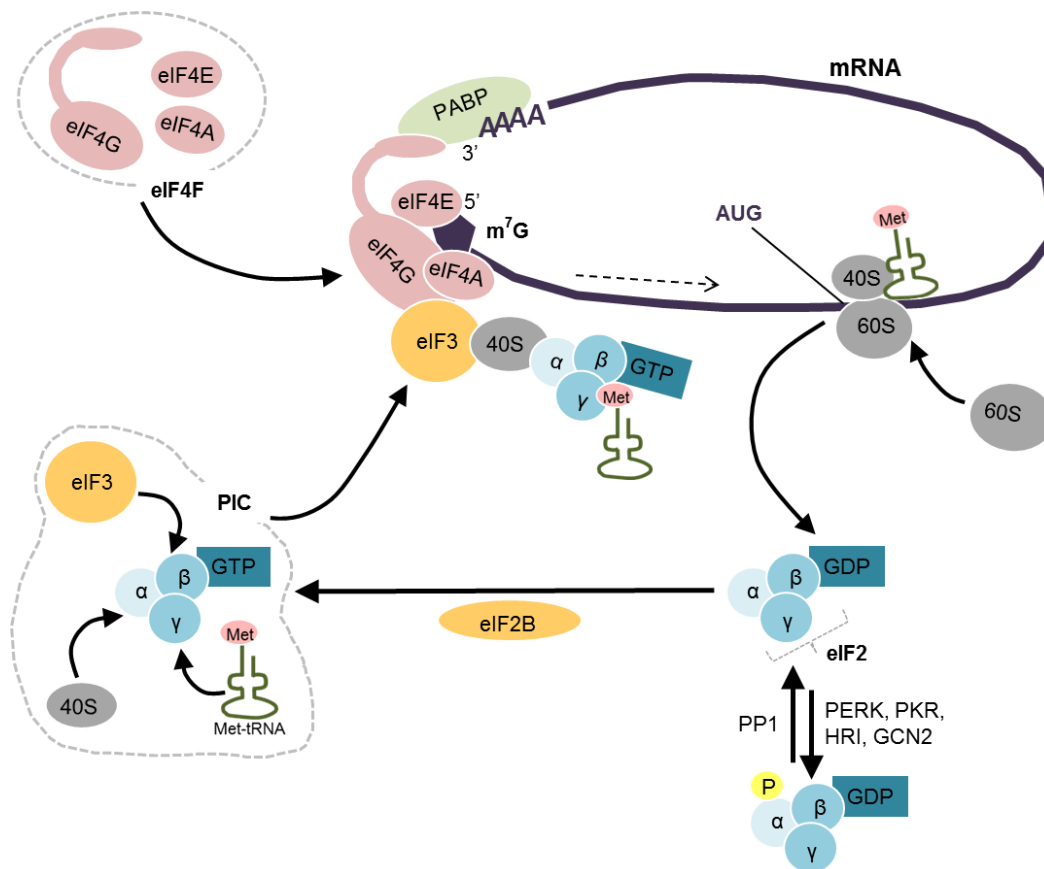 eIF4E
eIF4G
eIF4A
eIF4F
PABP
AAAA
3’
mRNA
eIF4E
5’
m⁷G
eIF4G
eIF4A
AUG
Met
40S
60S
60S
eIF3
40S
α
β
γ
GTP
Met
eIF3
PIC
α
β
γ
GTP
40S
Met
Met-tRNA
eIF2B
α
β
γ
GDP
eIF2
PP1
PERK, PKR,
HRI, GCN2
P
α
β
γ
GDP